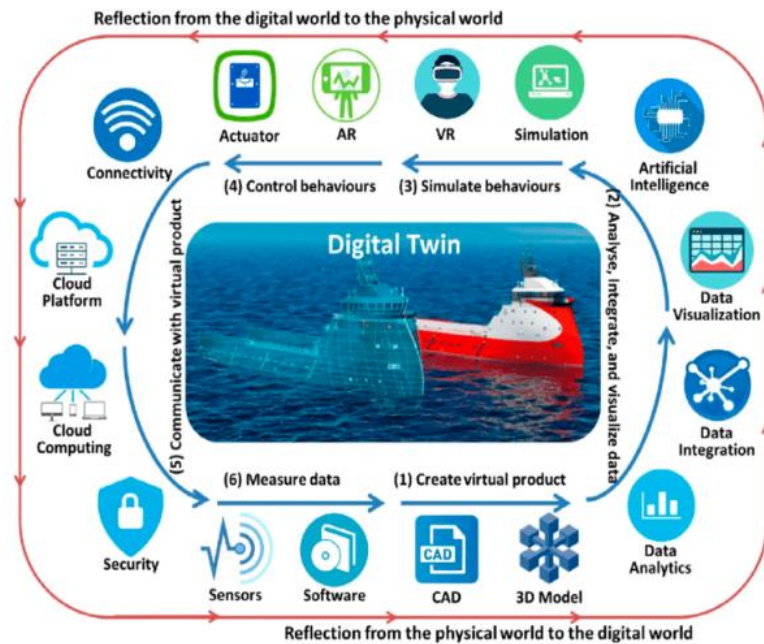 Reflection from the digital world to the physical world
Actuator
AR
VR
Simulation
Connectivity
Artificial
Intelligence
(4) Control behaviours
(3) Simulate behaviours
(2) Analyse, Integrate, and visualize data
(5) Communicate with virtual product
Digital Twin
Cloud
Platform
Data
Visualization
Cloud
Computing
Data
Integration
(6) Measure data
(1) Create virtual product
Security
Sensors
Software
CAD
CAD
3D Model
Data
Analytics
Reflection from the physical world to the digital world